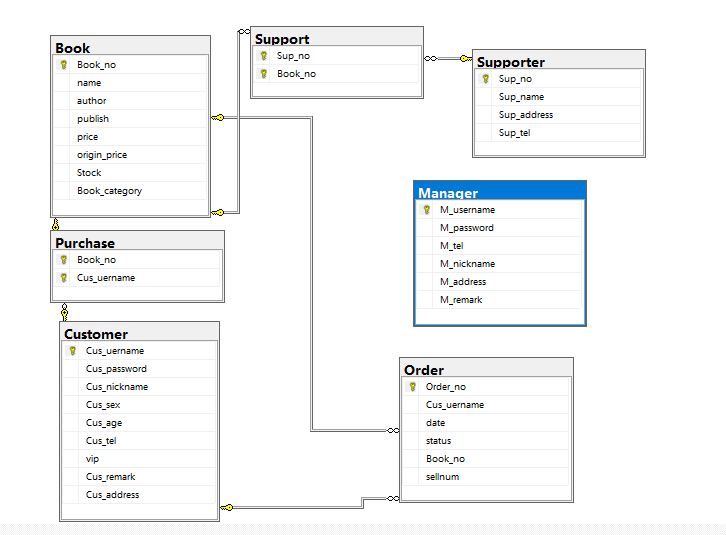 Book
Book_no
name
author
publish
price
origin_price
Stock
Book_category
Support
Sup_no
Book_no
Supporter
Sup_no
Sup_name
Sup_address
Sup_tel
Manager
M_username
M_password
M_tel
M_nickname
M_address
M_remark
Purchase
Book_no
Cus_uername
Customer
Cus_uername
Cus_password
Cus_nickname
Cus_sex
Cus_age
Cus_tel
vip
Cus_remark
Cus_address
Order
Order_no
Cus_uername
date
status
Book_no
sellnum